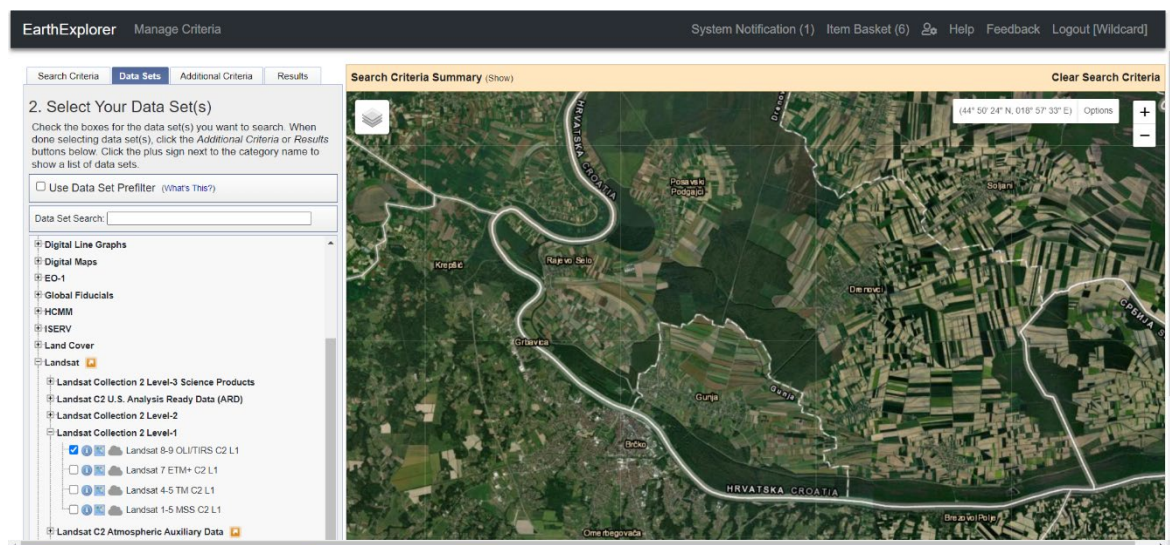 EarthExplorer Manage Criteria System Notification (1) Item Basket (6) Help Feedback Logout [Wildcard]
Search Criteria Data Sets Additional Criteria Results
2. Select Your Data Set(s)
Check the boxes for the data set(s) you want to search. When
done selecting data set(s), click the Additional Criteria or Results
buttons below. Click the plus sign next to the category name to
show a list of data sets.
Use Data Set Prefilter (What's This?)
Data Set Search:
Digital Line Graphs
Digital Maps
EO-1
Global Fiducials
HCMM
ISERV
Land Cover
Landsat
Landsat Collection 2 Level-3 Science Products
Landsat C2 U.S. Analysis Ready Data (ARD)
Landsat Collection 2 Level-2
Landsat Collection 2 Level-1
Landsat 8-9 OLI/TIRS C2 L1
Landsat 7 ETM+ C2 L1
Landsat 4-5 TM C2 L1
Landsat 1-5 MSS C2 L1
Landsat C2 Atmospheric Auxiliary Data
Search Criteria Summary (Show) Clear Search Criteria
(44° 50' 24" N, 018° 57' 33" E) Options + −
HRVATSKA CROATIA
Drenovo
Posavski
Podgajci
Soljani
Krepšić
Rajevo Selo
Drenovci
СРБИЈА
Grbavica
Gunja
Gunja
Brčko
HRVATSKA CROATIA
Brezovo Polje
Omerbegovača